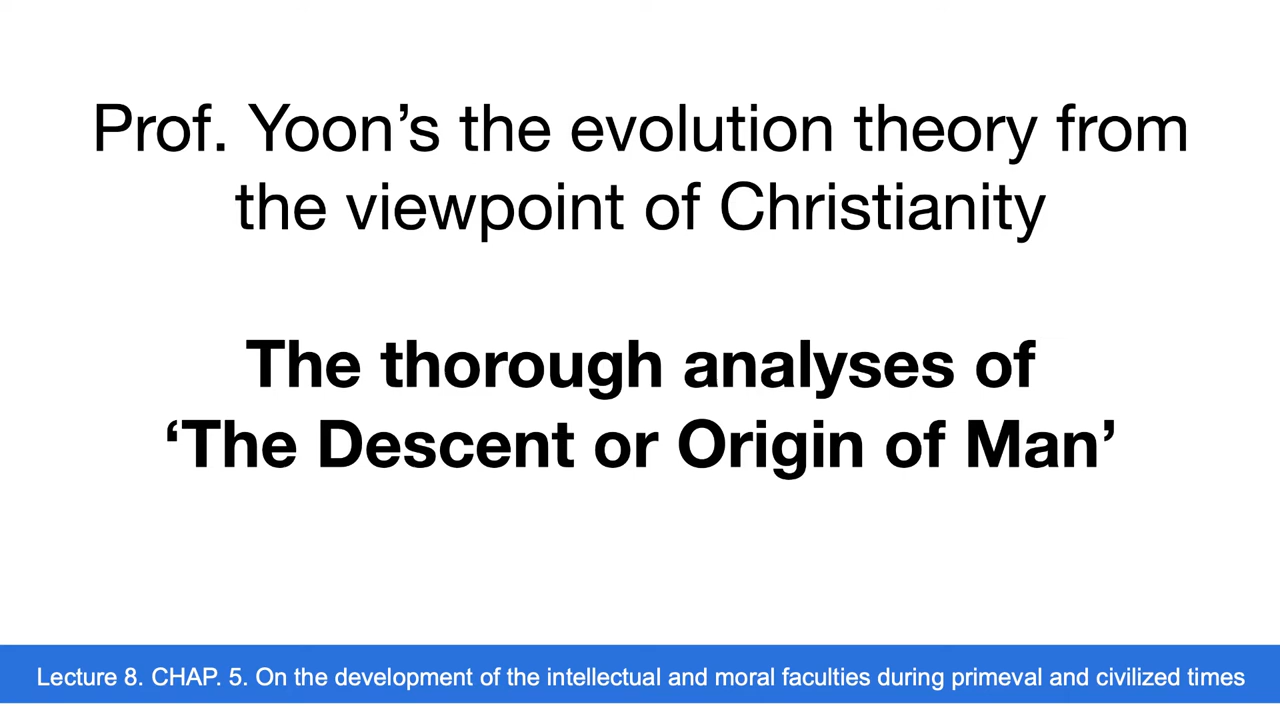 Prof. Yoon’s the evolution theory from
the viewpoint of Christianity
The thorough analyses of
‘The Descent or Origin of Man’
Lecture 8. CHAP. 5. On the development of the intellectual and moral faculties during primeval and civilized times